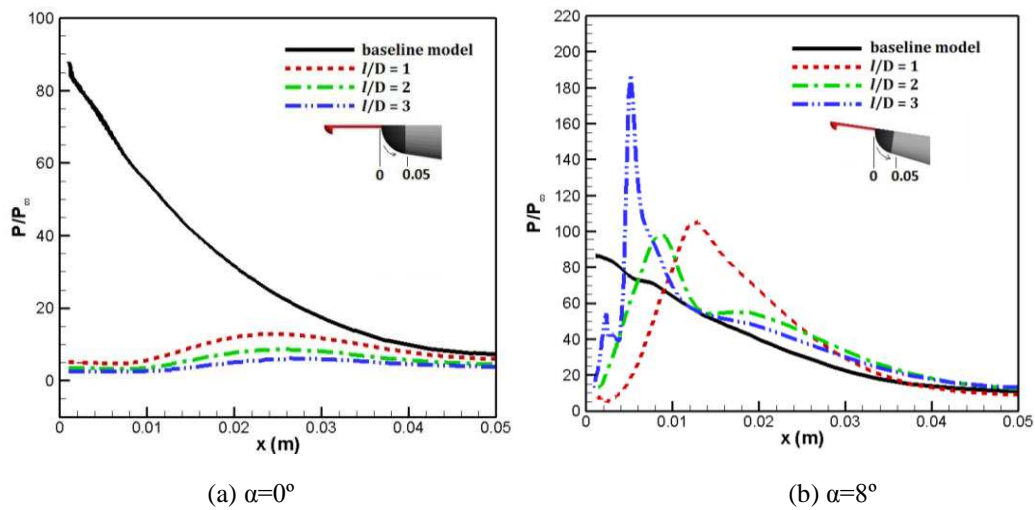 100
80
60
40
20
0
P/P∞
baseline model
l/D = 1
l/D = 2
l/D = 3
0 0.05
0 0.01 0.02 0.03 0.04 0.05
x (m)
(a) α=0º
220
200
180
160
140
120
100
80
60
40
20
0
P/P∞
baseline model
l/D = 1
l/D = 2
l/D = 3
0 0.05
0 0.01 0.02 0.03 0.04 0.05
x (m)
(b) α=8º